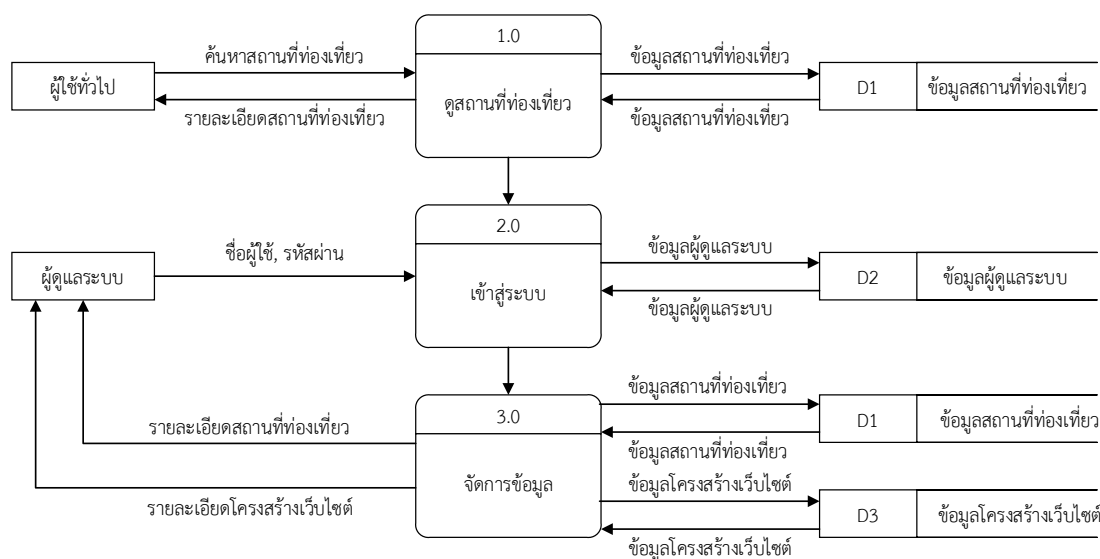 1.0
ค้นหาสถานที่ท่องเที่ยว
ข้อมูลสถานที่ท่องเที่ยว
ผู้ใช้ทั่วไป
D1
ข้อมูลสถานที่ท่องเที่ยว
ดูสถานที่ท่องเที่ยว
รายละเอียดสถานที่ท่องเที่ยว
ข้อมูลสถานที่ท่องเที่ยว
2.0
ชื่อผู้ใช้, รหัสผ่าน
ข้อมูลผู้ดูแลระบบ
ผู้ดูแลระบบ
D2
ข้อมูลผู้ดูแลระบบ
เข้าสู่ระบบ
ข้อมูลผู้ดูแลระบบ
ข้อมูลสถานที่ท่องเที่ยว
3.0
D1
ข้อมูลสถานที่ท่องเที่ยว
รายละเอียดสถานที่ท่องเที่ยว
ข้อมูลสถานที่ท่องเที่ยว
จัดการข้อมูล
ข้อมูลโครงสร้างเว็บไซต์
รายละเอียดโครงสร้างเว็บไซต์
D3
ข้อมูลโครงสร้างเว็บไซต์
ข้อมูลโครงสร้างเว็บไซต์